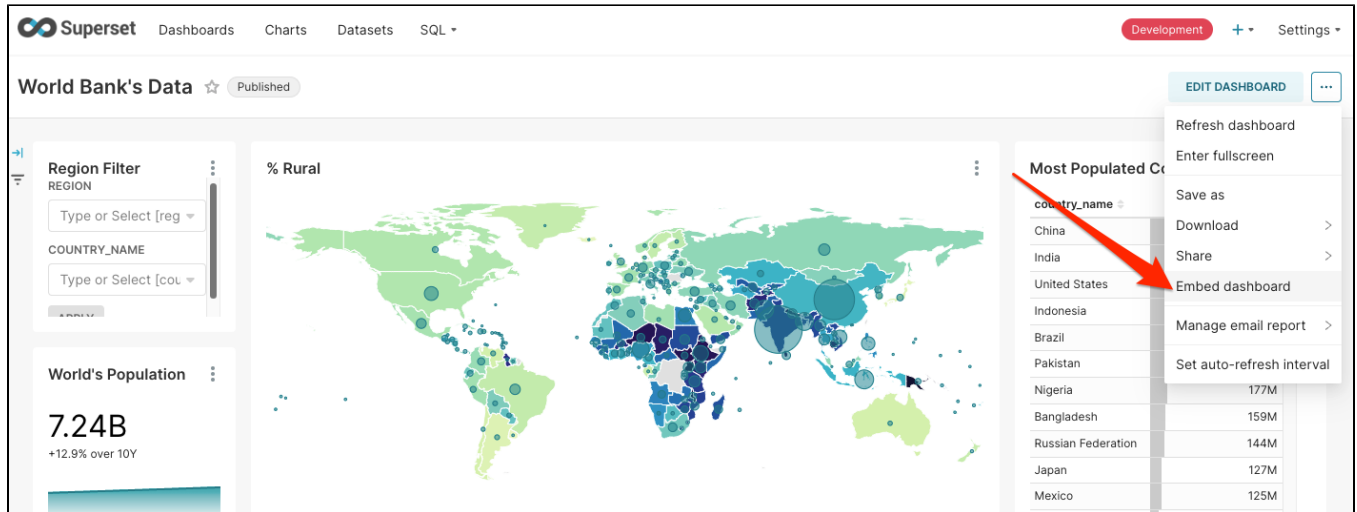 Superset Dashboards Charts Datasets SQL Development + Settings
World Bank's Data Published EDIT DASHBOARD ...
Refresh dashboard
Enter fullscreen
Save as
Download
Share
Embed dashboard
Manage email report
Set auto-refresh interval
Region Filter
REGION
Type or Select [reg
COUNTRY_NAME
Type or Select [cou
World's Population
7.24B
+12.9% over 10Y
% Rural
Most Populated
country_name
China
India
United States
Indonesia
Brazil
Pakistan
Nigeria 177M
Bangladesh 159M
Russian Federation 144M
Japan 127M
Mexico 125M